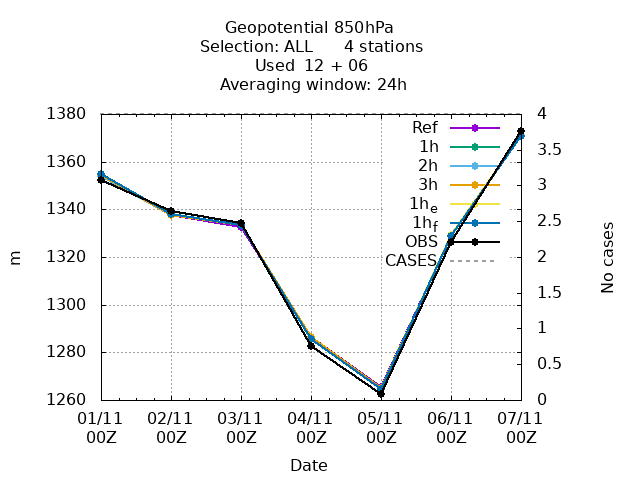 Geopotential 850hPa
Selection: ALL 4 stations
Used 12 + 06
Averaging window: 24h
1380
1360
1340
1320
1300
1280
1260
m
4
3.5
3
2.5
2
1.5
1
0.5
0
No cases
Ref
1h
2h
3h
1he
1hf
OBS
CASES
01/11 02/11 03/11 04/11 05/11 06/11 07/11
00Z 00Z 00Z 00Z 00Z 00Z 00Z
Date